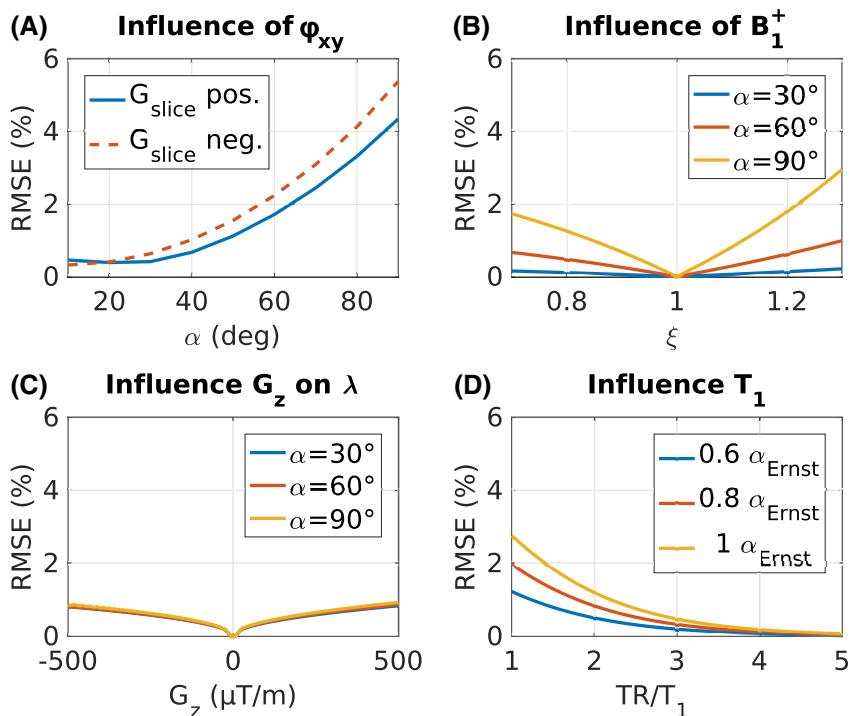 (A) Influence of φxy
RMSE (%)
6
4
2
0
G slice pos.
G slice neg.
20 40 60 80
α (deg)
(B) Influence of B1+
RMSE (%)
6
4
2
0
α=30°
α=60°
α=90°
0.8 1 1.2
ξ
(C) Influence Gz on λ
RMSE (%)
6
4
2
0
α=30°
α=60°
α=90°
-500 0 500
Gz (μT/m)
(D) Influence T1
RMSE (%)
6
4
2
0
0.6 αErnst
0.8 αErnst
1 αErnst
1 2 3 4 5
TR/T1